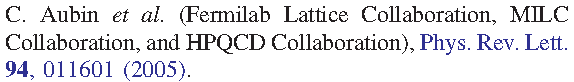 C. Aubin et al. (Fermilab Lattice Collaboration, MILC
Collaboration, and HPQCD Collaboration), Phys. Rev. Lett.
94, 011601 (2005).